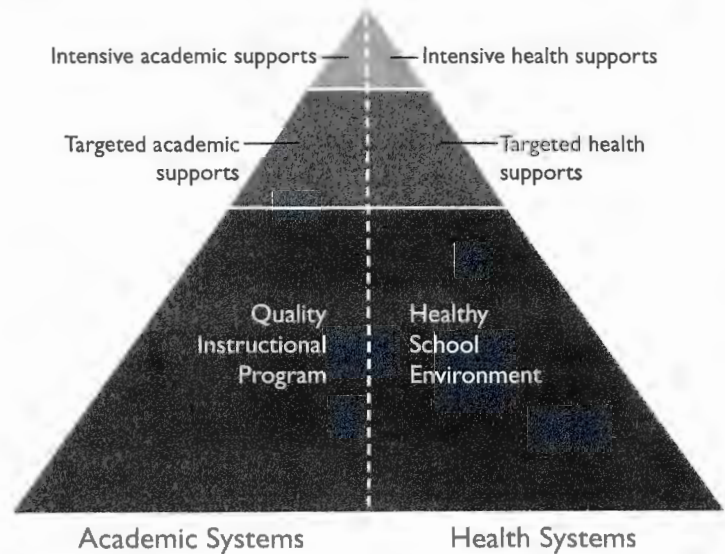 Intensive academic supports
Intensive health supports
Targeted academic
supports
Targeted health
supports
Quality
Instructional
Program
Healthy
School
Environment
Academic Systems
Health Systems